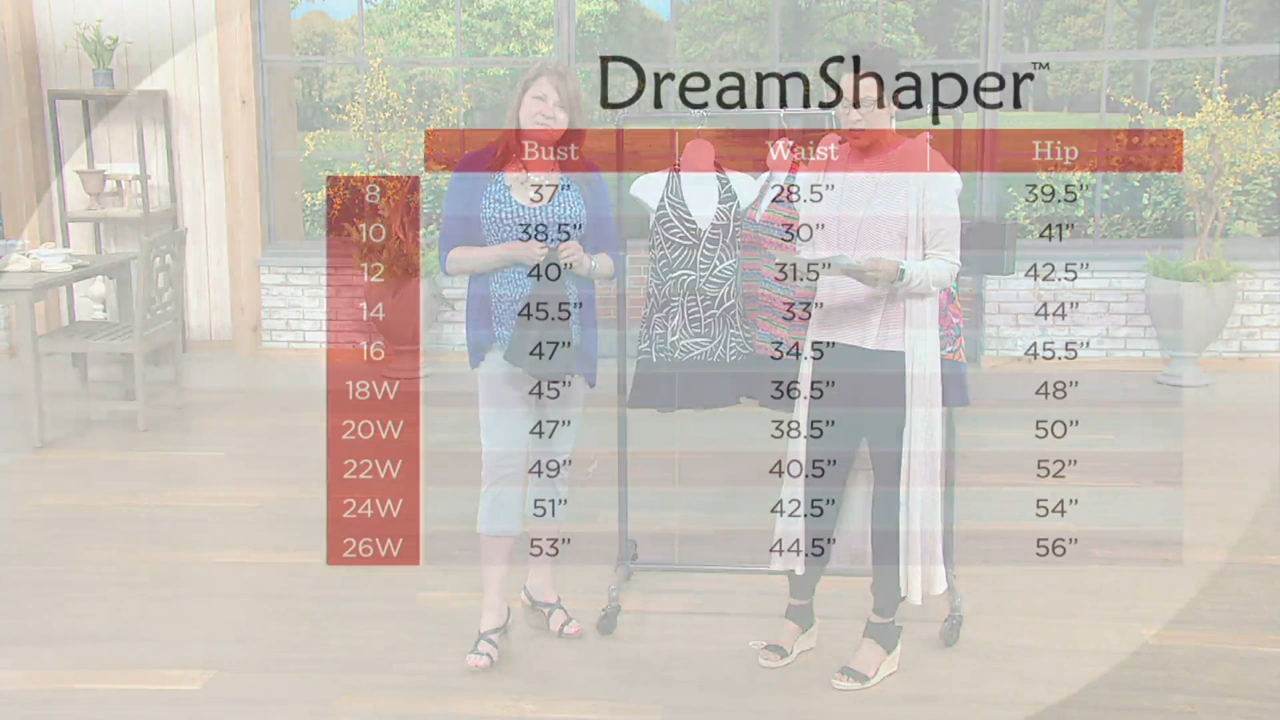 DreamShaper™
Bust Waist Hip
8 37” 28.5” 39.5”
10 38.5” 30” 41”
12 40” 31.5” 42.5”
14 45.5” 33” 44”
16 47” 34.5” 45.5”
18W 45” 36.5” 48”
20W 47” 38.5” 50”
22W 49” 40.5” 52”
24W 51” 42.5” 54”
26W 53” 44.5” 56”